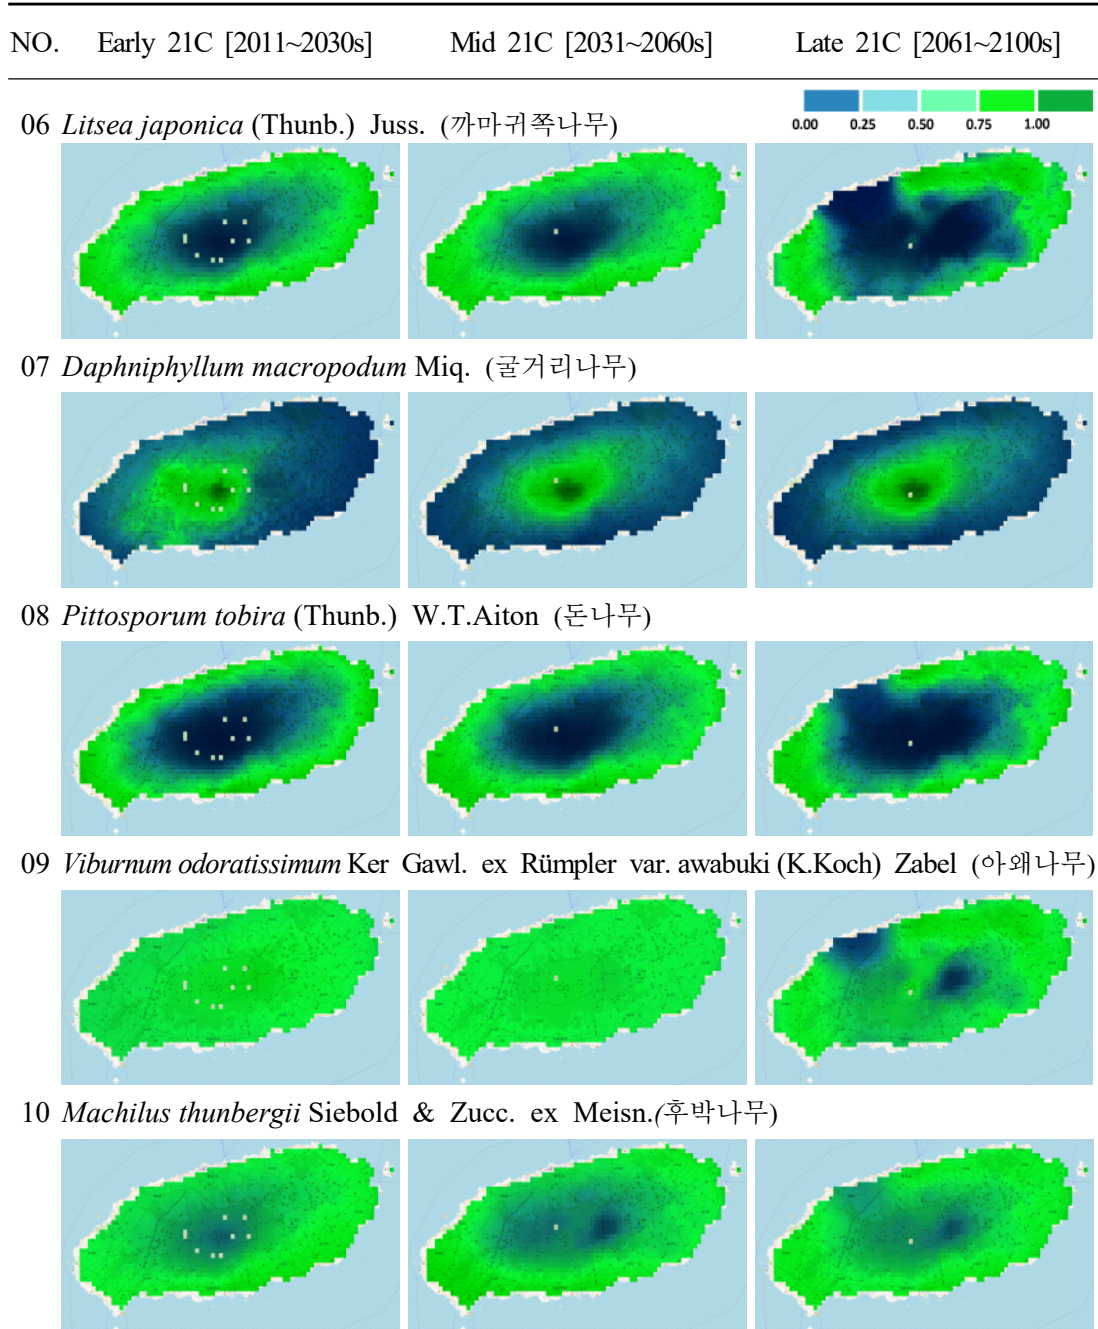 NO. Early 21C [2011~2030s] Mid 21C [2031~2060s] Late 21C [2061~2100s]
06 Litsea japonica (Thunb.) Juss. (까마귀쪽나무)
0.00 0.25 0.50 0.75 1.00
07 Daphniphyllum macropodum Miq. (굴거리나무)
08 Pittosporum tobira (Thunb.) W.T.Aiton (돈나무)
09 Viburnum odoratissimum Ker Gawl. ex Rümpler var. awabuki (K.Koch) Zabel (아왜나무)
10 Machilus thunbergii Siebold & Zucc. ex Meisn.(후박나무)